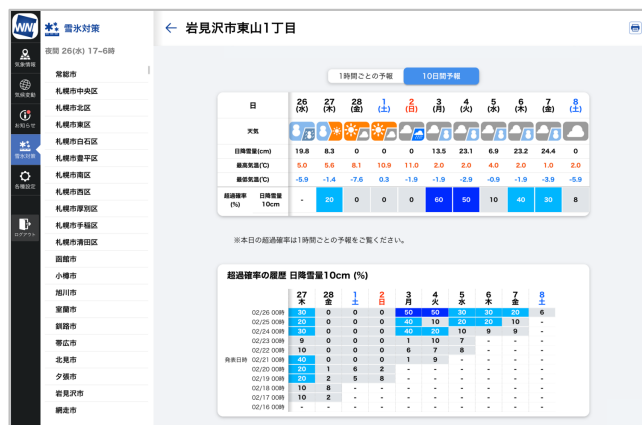 WNI
雪氷対策
← 岩見沢市東山1丁目
夜間 26(水) 17-6時
気象情報
気候変動
お知らせ
雪氷対策
各種設定
ログアウト
常総市
札幌市中央区
札幌市北区
札幌市東区
札幌市白石区
札幌市豊平区
札幌市南区
札幌市西区
札幌市厚別区
札幌市手稲区
札幌市清田区
函館市
小樽市
旭川市
室蘭市
釧路市
帯広市
北見市
夕張市
岩見沢市
網走市
1時間ごとの予報 10日間予報
日 26(水) 27(木) 28(金) 1(土) 2(日) 3(月) 4(火) 5(水) 6(木) 7(金) 8(土)
天気
日降雪量(cm) 19.8 8.3 0 0 0 13.5 23.1 6.9 23.2 24.4 0
最高気温(℃) 5.0 5.6 8.1 10.9 11.0 2.0 2.0 4.0 2.0 1.0 2.0
最低気温(℃) -5.9 -1.4 -7.6 0.3 -1.9 -1.9 -2.9 -0.9 -1.9 -3.9 -5.9
超過確率(%) 日降雪量10cm - 20 0 0 0 60 50 10 40 30 8
※本日の超過確率は1時間ごとの予報をご覧ください。
超過確率の履歴 日降雪量10cm (%)
27 28 1 2 3 4 5 6 7 8
木 金 土 日 月 火 水 木 金 土
02/26 00時 30 0 0 0 50 50 30 30 20 6
02/25 00時 20 0 0 0 40 10 20 20 10 -
02/24 00時 30 0 0 0 40 20 10 9 9 -
02/23 00時 9 0 0 0 1 10 7 - - -
02/22 00時 10 0 0 0 6 7 8 - - -
発表日時 02/21 00時 40 0 0 0 1 9 - - - -
02/20 00時 20 1 6 2 - - - - - -
02/19 00時 20 2 5 8 - - - - - -
02/18 00時 10 8 - - - - - - - -
02/17 00時 10 2 - - - - - - - -
02/16 00時 - - - - - - - - - -